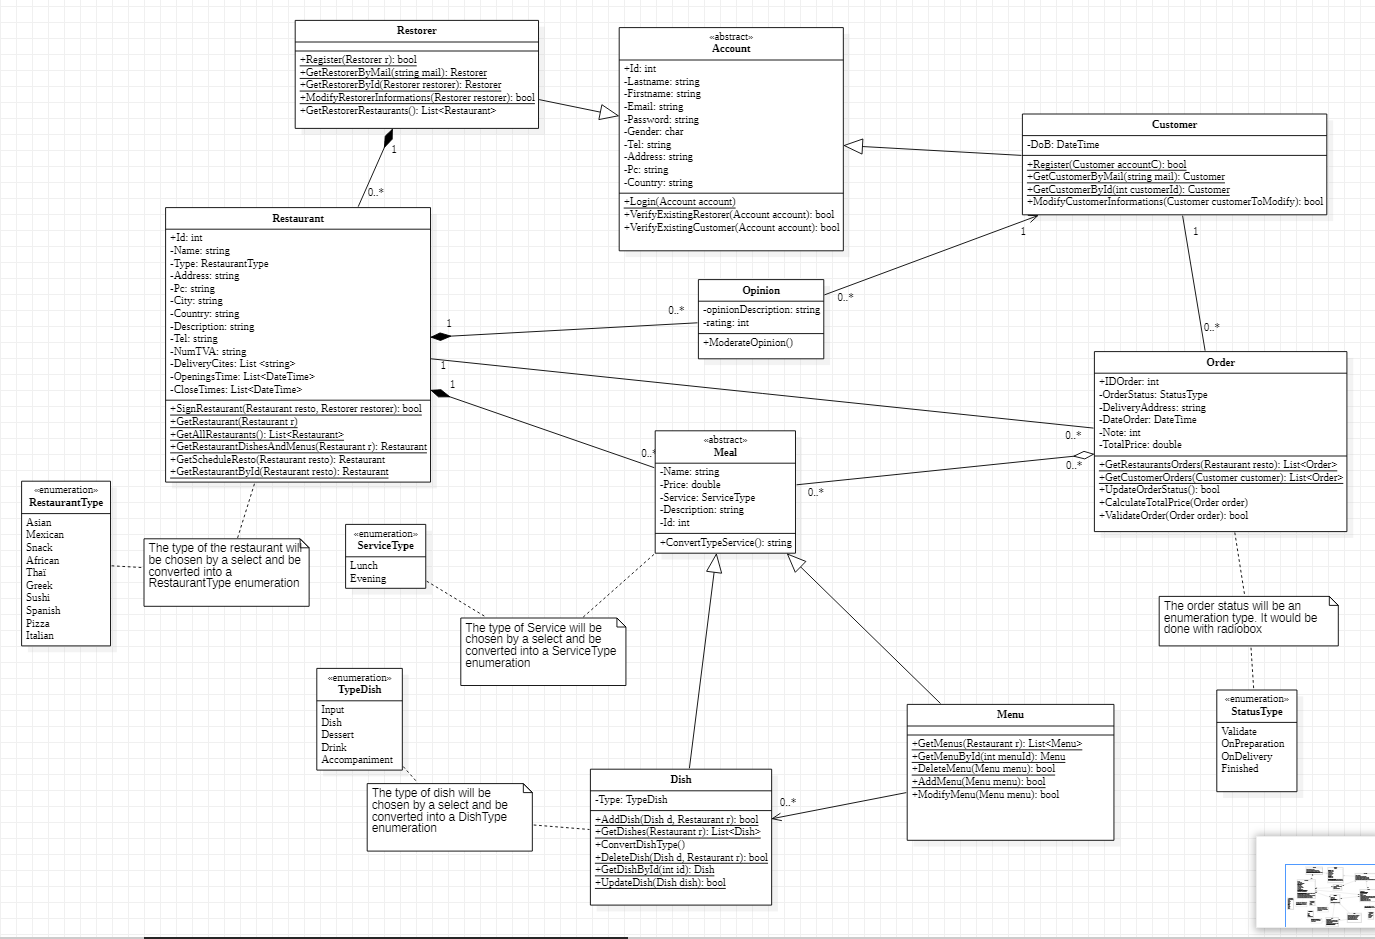 Restorer
+Register(Restorer r): bool
+GetRestorerByMail(string mail): Restorer
+GetRestorerById(Restorer restorer): Restorer
+ModifyRestorerInformations(Restorer restorer): bool
+GetRestorerRestaurants(): List<Restaurant>
«abstract»
Account
+Id: int
-Lastname: string
-Firstname: string
-Email: string
-Password: string
-Gender: char
-Tel: string
-Address: string
-Pc: string
-Country: string
+Login(Account account)
+VerifyExistingRestorer(Account account): bool
+VerifyExistingCustomer(Account account): bool
Customer
-DoB: DateTime
+Register(Customer accountC): bool
+GetCustomerByMail(string mail): Customer
+GetCustomerById(int customerId): Customer
+ModifyCustomerInformations(Customer customerToModify): bool
1
0..*
1
1
Restaurant
+Id: int
-Name: string
-Type: RestaurantType
-Address: string
-Pc: string
-City: string
-Country: string
-Description: string
-Tel: string
-NumTVA: string
-DeliveryCites: List <string>
-OpeningsTime: List<DateTime>
-CloseTimes: List<DateTime>
+SignRestaurant(Restaurant resto, Restorer restorer): bool
+GetRestaurant(Restaurant r)
+GetAllRestaurants(): List<Restaurant>
+GetRestaurantDishesAndMenus(Restaurant r): Restaurant
+GetScheduleResto(Restaurant resto): Restaurant
+GetRestaurantById(Restaurant resto): Restaurant
Opinion
-opinionDescription: string
-rating: int
+ModerateOpinion()
0..*
0..*
1
0..*
1
1
Order
+IDOrder: int
-OrderStatus: StatusType
-DeliveryAddress: string
-DateOrder: DateTime
-Note: int
-TotalPrice: double
+GetRestaurantsOrders(Restaurant resto): List<Order>
+GetCustomerOrders(Customer customer): List<Order>
+UpdateOrderStatus(): bool
+CalculateTotalPrice(Order order)
+ValidateOrder(Order order): bool
0..*
0..*
0..*
0..*
«abstract»
Meal
-Name: string
-Price: double
-Service: ServiceType
-Description: string
-Id: int
+ConvertTypeService(): string
«enumeration»
RestaurantType
Asian
Mexican
Snack
African
Thaï
Greek
Sushi
Spanish
Pizza
Italian
The type of the restaurant will
be chosen by a select and be
converted into a
RestaurantType enumeration
«enumeration»
ServiceType
Lunch
Evening
The type of Service will be
chosen by a select and be
converted into a ServiceType
enumeration
The order status will be an
enumeration type. It would be
done with radiobox
«enumeration»
TypeDish
Input
Dish
Dessert
Drink
Accompaniment
«enumeration»
StatusType
Validate
OnPreparation
OnDelivery
Finished
Menu
+GetMenus(Restaurant r): List<Menu>
+GetMenuById(int menuId): Menu
+DeleteMenu(Menu menu): bool
+AddMenu(Menu menu): bool
+ModifyMenu(Menu menu): bool
The type of dish will be
chosen by a select and be
converted into a DishType
enumeration
Dish
-Type: TypeDish
+AddDish(Dish d, Restaurant r): bool
+GetDishes(Restaurant r): List<Dish>
+ConvertDishType()
+DeleteDish(Dish d, Restaurant r): bool
+GetDishById(int id): Dish
+UpdateDish(Dish dish): bool
0..*